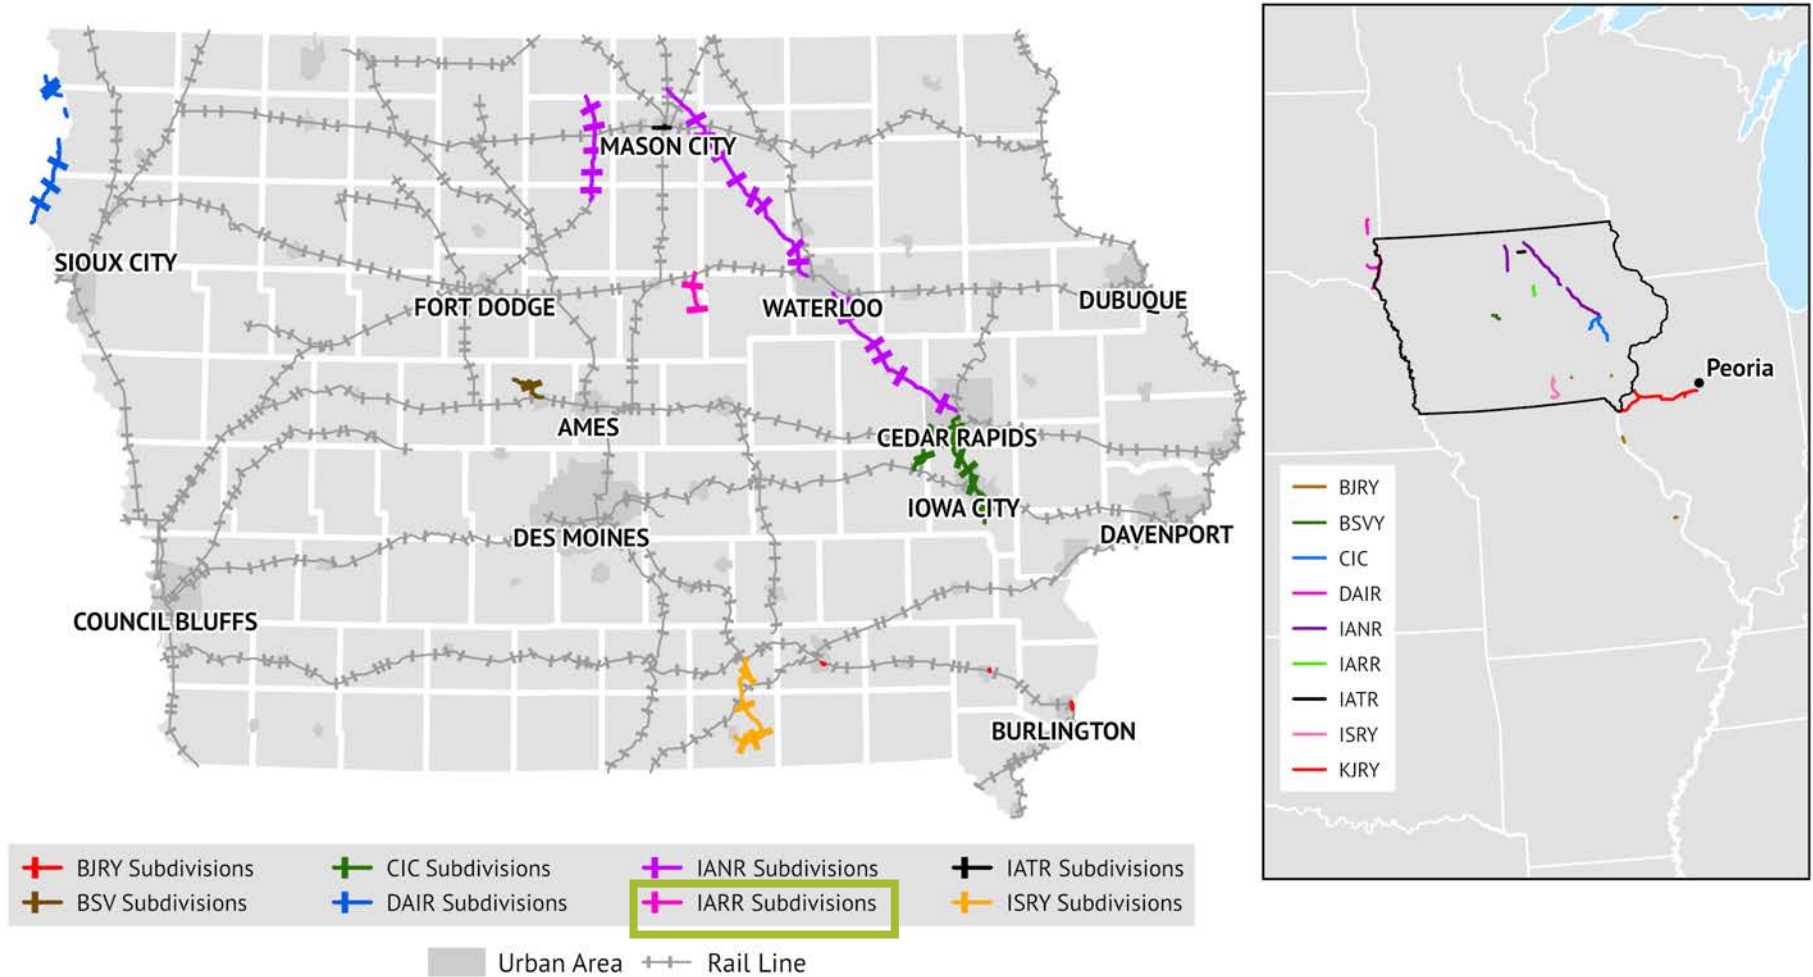 MASON CITY
SIOUX CITY
FORT DODGE
WATERLOO
DUBUQUE
AMES
CEDAR RAPIDS
IOWA CITY
DES MOINES
DAVENPORT
COUNCIL BLUFFS
BURLINGTON
BJRY Subdivisions
CIC Subdivisions
IANR Subdivisions
IATR Subdivisions
BSV Subdivisions
DAIR Subdivisions
IARR Subdivisions
ISRY Subdivisions
Urban Area
Rail Line
Peoria
BJRY
BSVY
CIC
DAIR
IANR
IARR
IATR
ISRY
KJRY